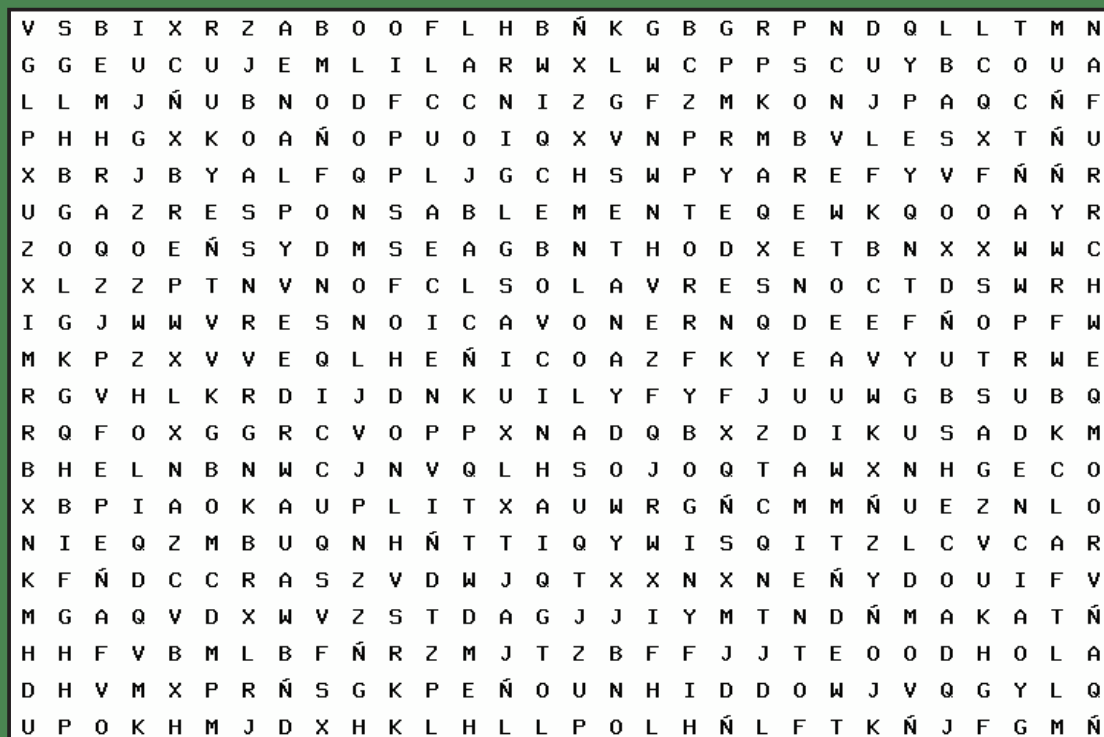 V S B I X R Z A B O O F L H B Ñ K G B G R P N D Q L L T M N
G G E U C U J E M L I L A R W X L W C P P S C U Y B C O U A
L L M J Ñ U B N O D F C C N I Z G F Z M K O N J P A Q C Ñ F
P H H G X K O A Ñ O P U O I Q X V N P R M B V L E S X T Ñ U
X B R J B Y A L F Q P L J G C H S W P Y A R E F Y V F Ñ Ñ R
U G A Z R E S P O N S A B L E M E N T E Q E W K Q O O A Y R
Z O Q O E Ñ S Y D M S E A G B N T H O D X E T B N X X W W C
X L Z Z P T N V N O F C L S O L A V R E S N O C T D S W R H
I G J W W V R E S N O I C A V O N E R N Q D E E F Ñ O P F W
M K P Z X V V E Q L H E Ñ I C O A Z F K Y E A V Y U T R W E
R G V H L K R D I J D N K U I L Y F Y F J U U W G B S U B Q
R Q F O X G G R C V O P P X N A D Q B X Z D I K U S A D K M
B H E L N B N W C J N V Q L H S O J O Q T A W X N H G E C O
X B P I A O K A U P L I T X A U W R G Ñ C M M Ñ U E Z N L O
N I E Q Z M B U Q N H Ñ T T I Q Y W I S Q I T Z L C V C A R
K F Ñ D C C R A S Z V D W J Q T X X N X N E Ñ Y D O U I F V
M G A Q V D X W V Z S T D A G J J I Y M T N D Ñ M A K A T Ñ
H H F V B M L B F Ñ R Z M J T Z B F F J J T E O O D H O L A
D H V M X P R Ñ S G K P E Ñ O U N H I D D O W J V Q G Y L Q
U P O K H M J D X H K L H L L P O L H Ñ L F T K Ñ J F G M Ñ